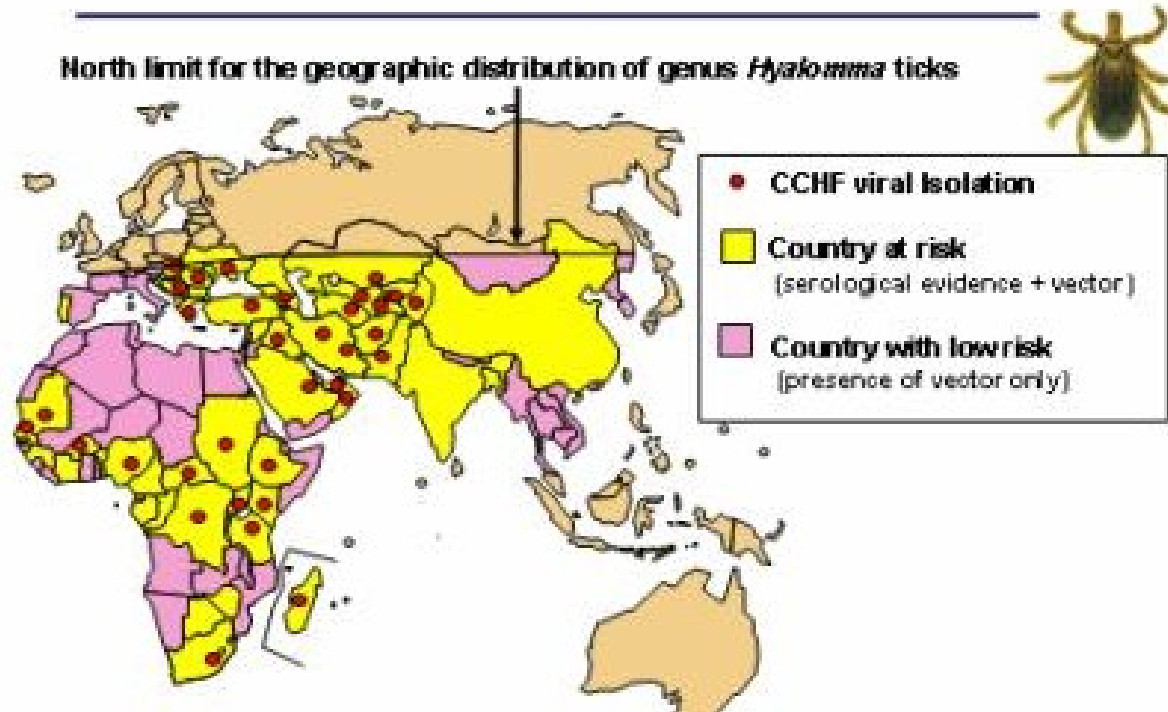 North limit for the geographic distribution of genus Hyalomma ticks
CCHF viral Isolation
Country at risk
(serological evidence + vector)
Country with low risk
(presence of vector only)